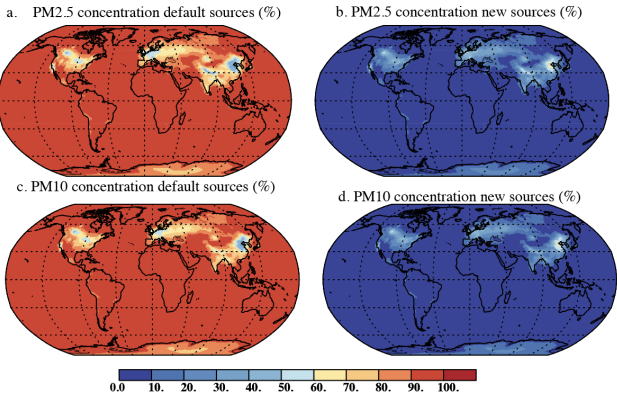 a. PM2.5 concentration default sources (%)
b. PM2.5 concentration new sources (%)
c. PM10 concentration default sources (%)
d. PM10 concentration new sources (%)
0.0 10. 20. 30. 40. 50. 60. 70. 80. 90. 100.